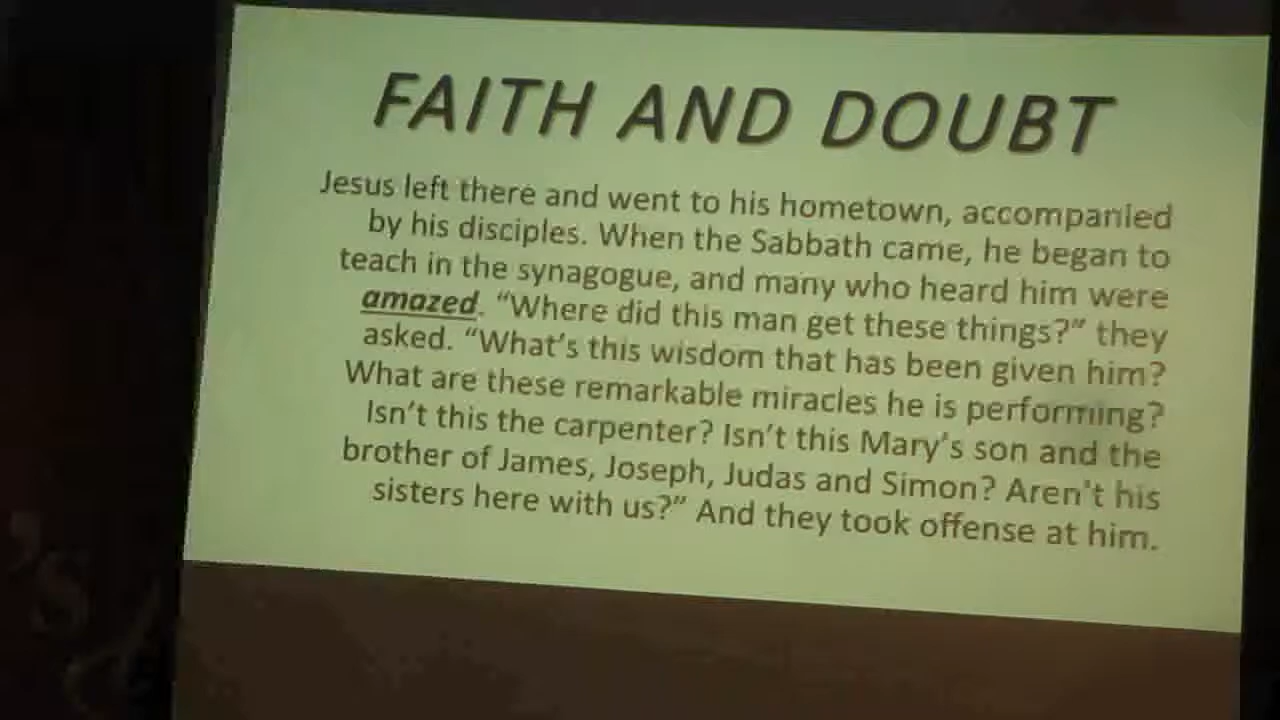 FAITH AND DOUBT
Jesus left there and went to his hometown, accompanied
by his disciples. When the Sabbath came, he began to
teach in the synagogue, and many who heard him were
amazed. “Where did this man get these things?” they
asked. “What’s this wisdom that has been given him?
What are these remarkable miracles he is performing?
Isn’t this the carpenter? Isn’t this Mary’s son and the
brother of James, Joseph, Judas and Simon? Aren’t his
sisters here with us?” And they took offense at him.